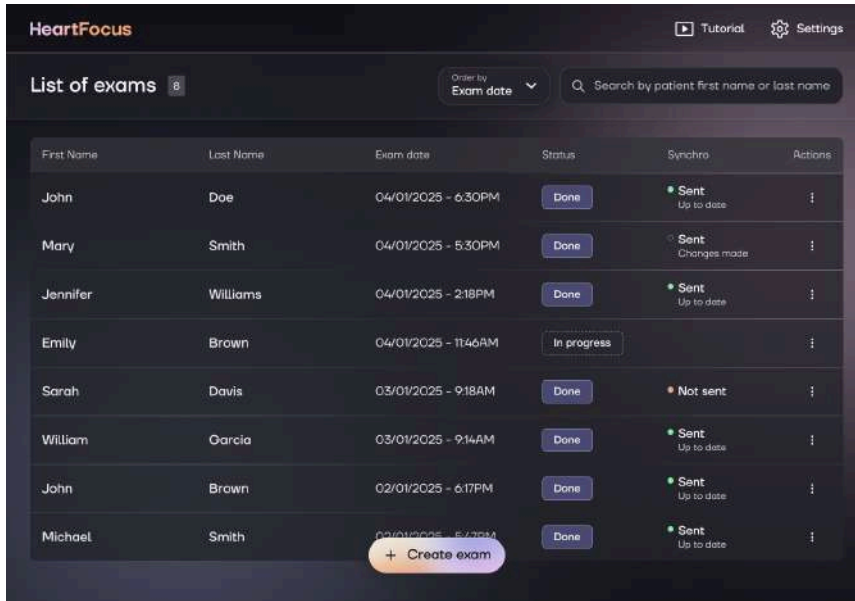 HeartFocus
Tutorial
Settings
List of exams 8
Order by
Exam date
Search by patient first name or last name
First Name Last Name Exam date Status Synchro Actions
John Doe 04/01/2025 - 6:30PM Done Sent
Up to date
Mary Smith 04/01/2025 - 5:30PM Done Sent
Changes made
Jennifer Williams 04/01/2025 - 2:18PM Done Sent
Up to date
Emily Brown 04/01/2025 - 11:46AM In progress
Sarah Davis 03/01/2025 - 9:18AM Done Not sent
William Garcia 03/01/2025 - 9:14AM Done Sent
Up to date
John Brown 02/01/2025 - 6:17PM Done Sent
Up to date
Michael Smith 02/01/2025 - 5:47PM Done Sent
Up to date
+ Create exam